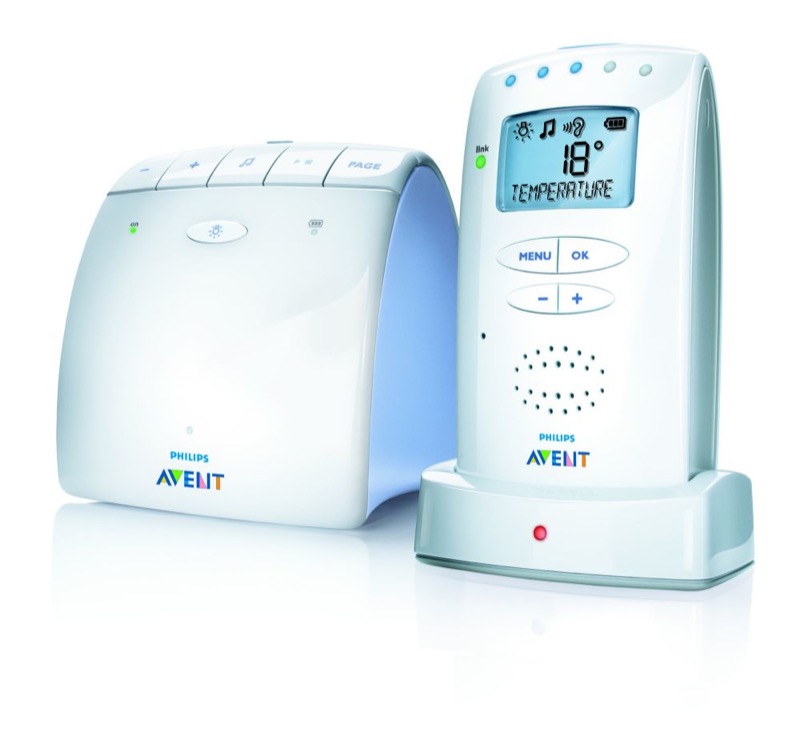 - + PAGE
on
PHILIPS
AVENT
link
18°
TEMPERATURE
MENU OK
- +
PHILIPS
AVENT